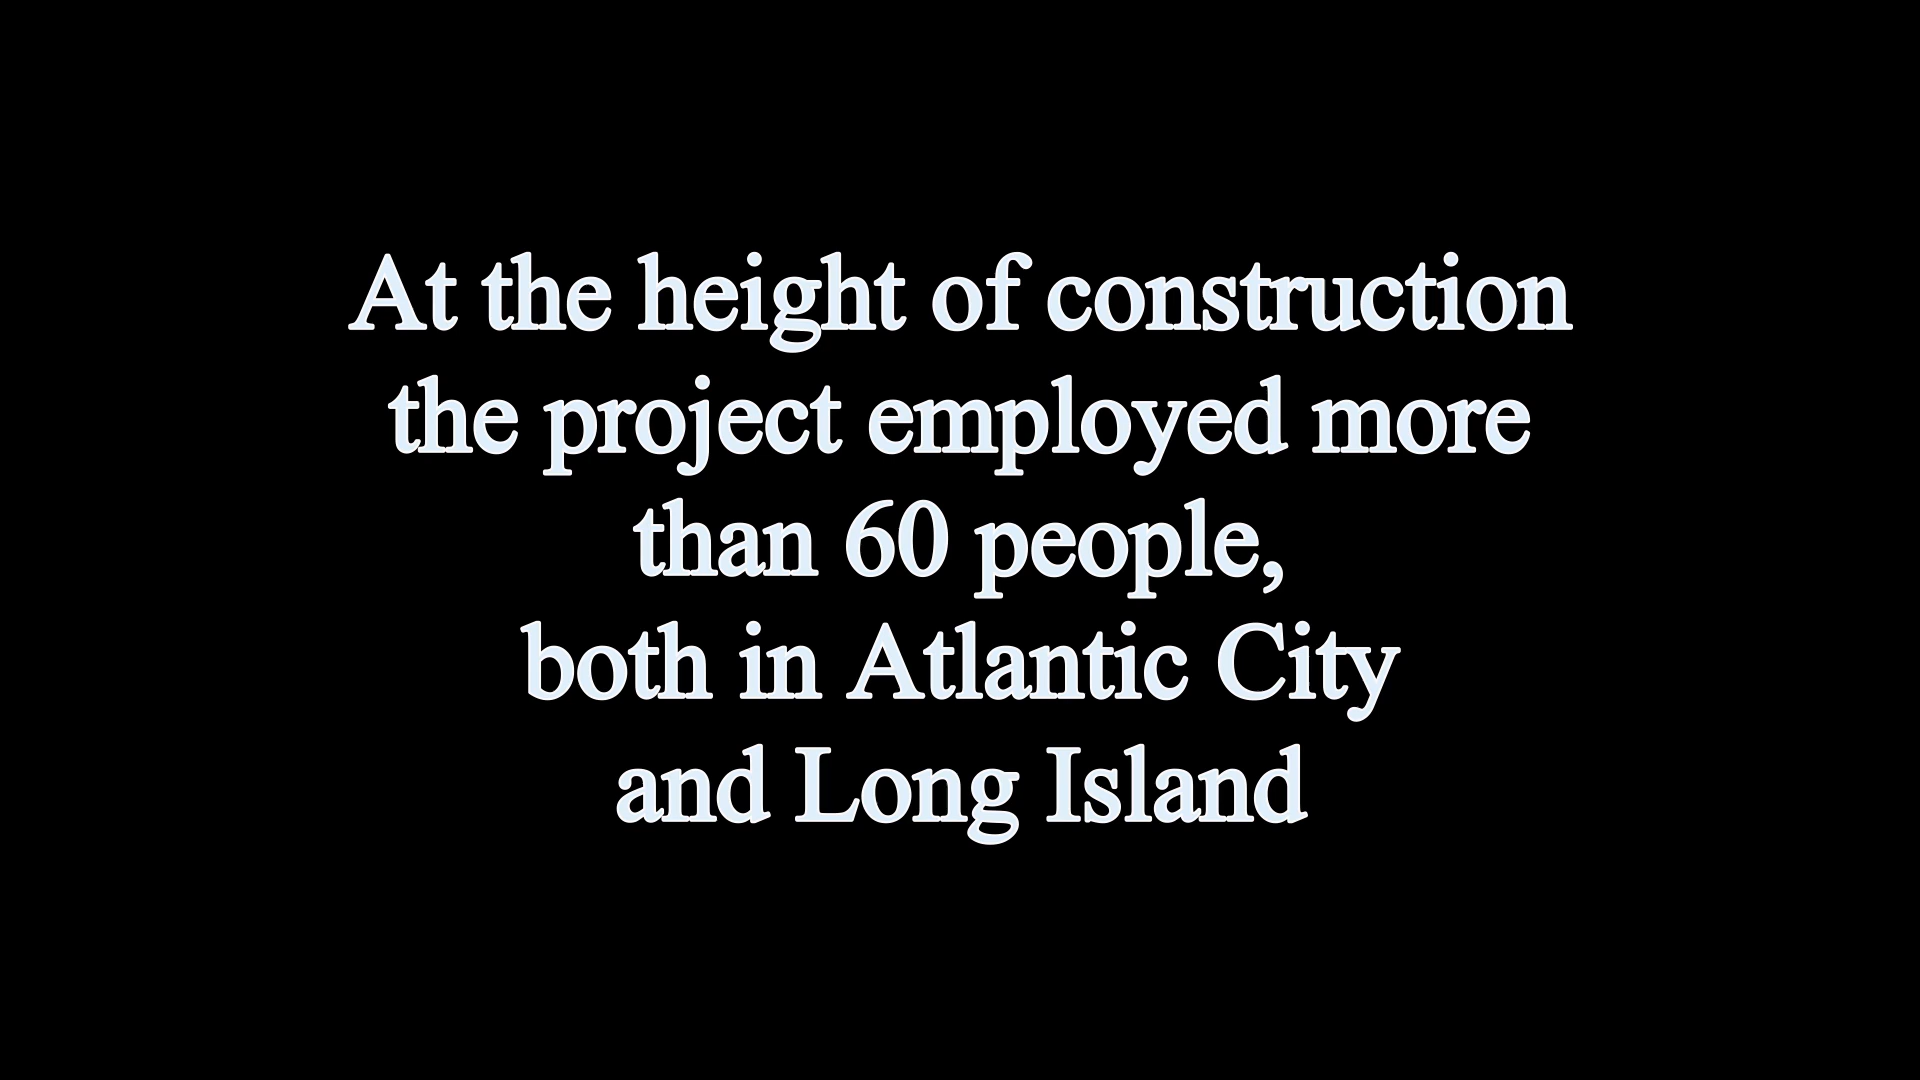 At the height of construction
the project employed more
than 60 people,
both in Atlantic City
and Long Island